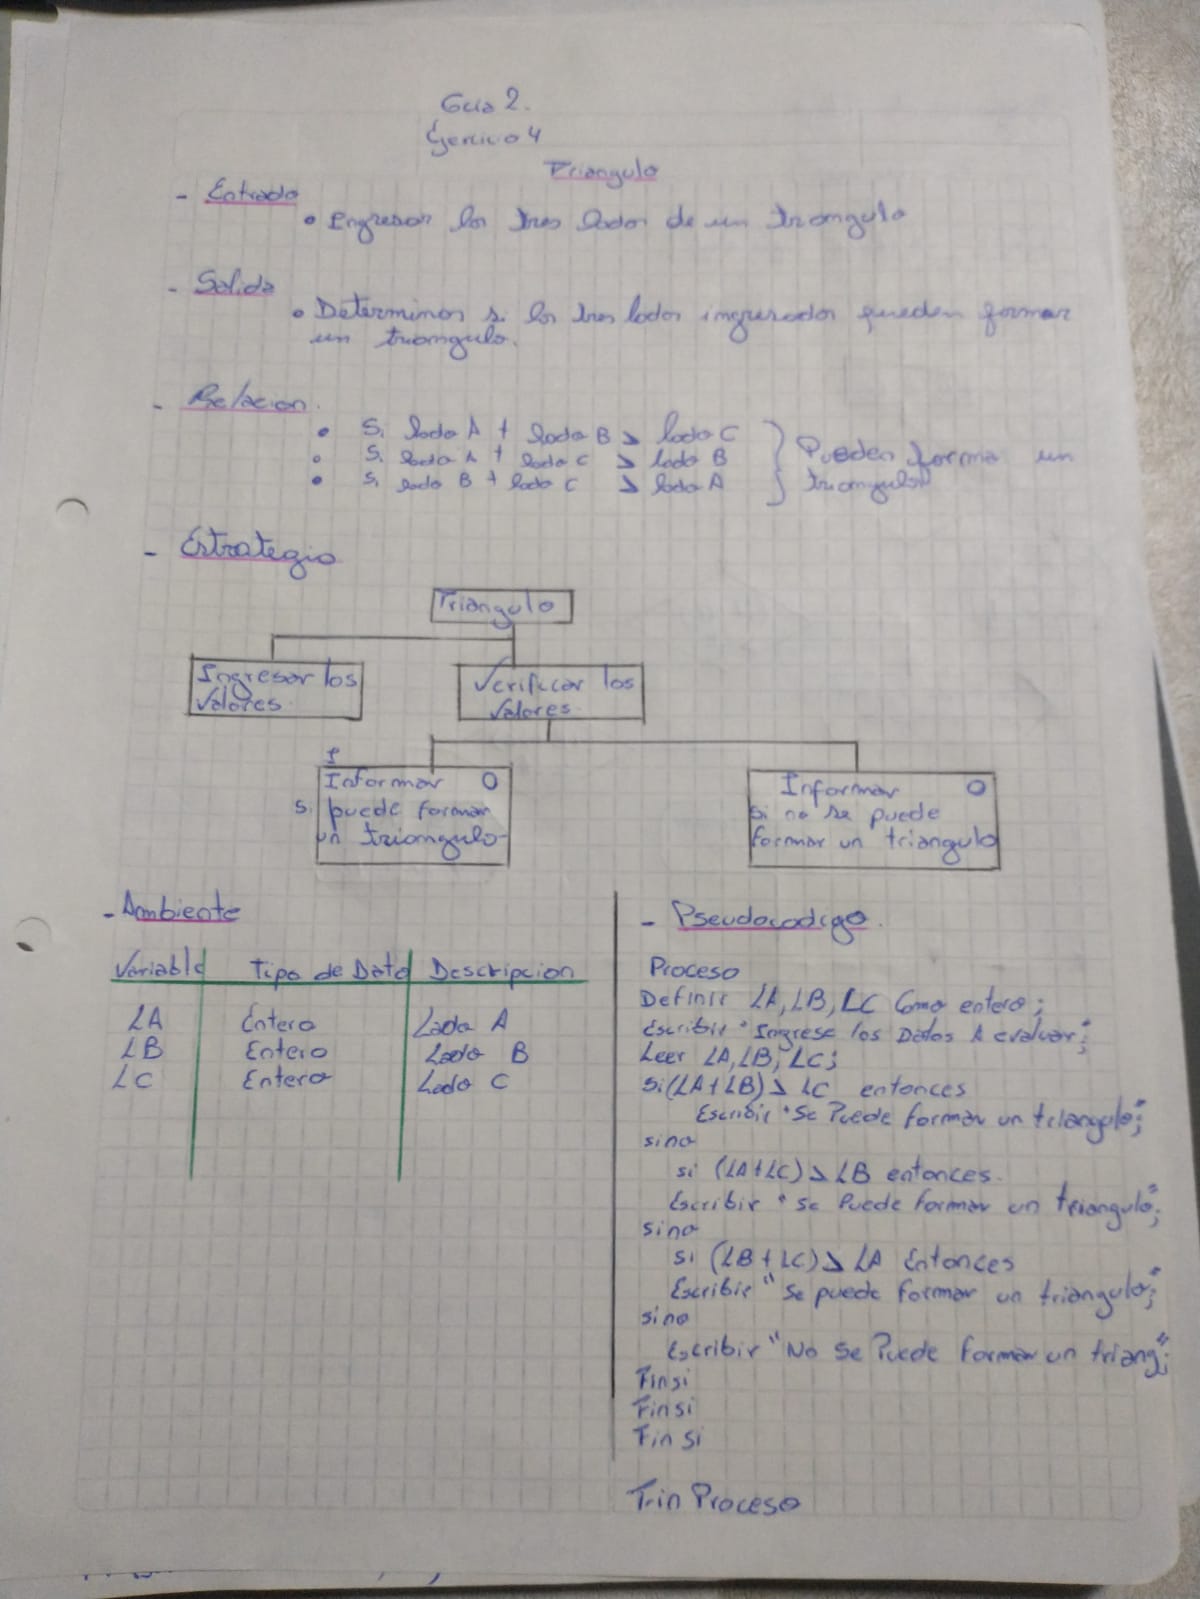 Guia 2.
Ejercicio 4
Triangulo
- Entrada
• Ingresar los tres lados de un triangulo
- Salida
• Determinar si los tres lados ingresados pueden formar
un triangulo.
- Relacion.
• Si lado A + lado B > lado C
• Si lado A + lado C > lado B
• Si lado B + lado C > lado A
Pueden forma un
triangulo
- Estrategia
Triangulo
Ingresar los
valores.
Verificar los
valores.
Informar O
Si puede formar
un triangulo
Informar O
Si no se puede
formar un triangulo
- Ambiente
Variable Tipo de Dato Descripcion
LA Entero Lado A
LB Entero Lado B
LC Entero Lado C
- Pseudocodigo.
Proceso
Definir LA, LB, LC Como entero;
Escribir "Ingrese los Datos A evaluar";
Leer LA, LB, LC;
Si (LA + LB) > LC entonces
Escribir "Se Puede formar un triangulo";
sino
si (LA + LC) > LB entonces.
Escribir "se Puede formar un triangulo";
sino
si (LB + LC) > LA Entonces
Escribir "Se puede formar un triangulo";
sino
Escribir "No Se Puede formar un triang";
Finsi
Finsi
Fin si
Fin Proceso